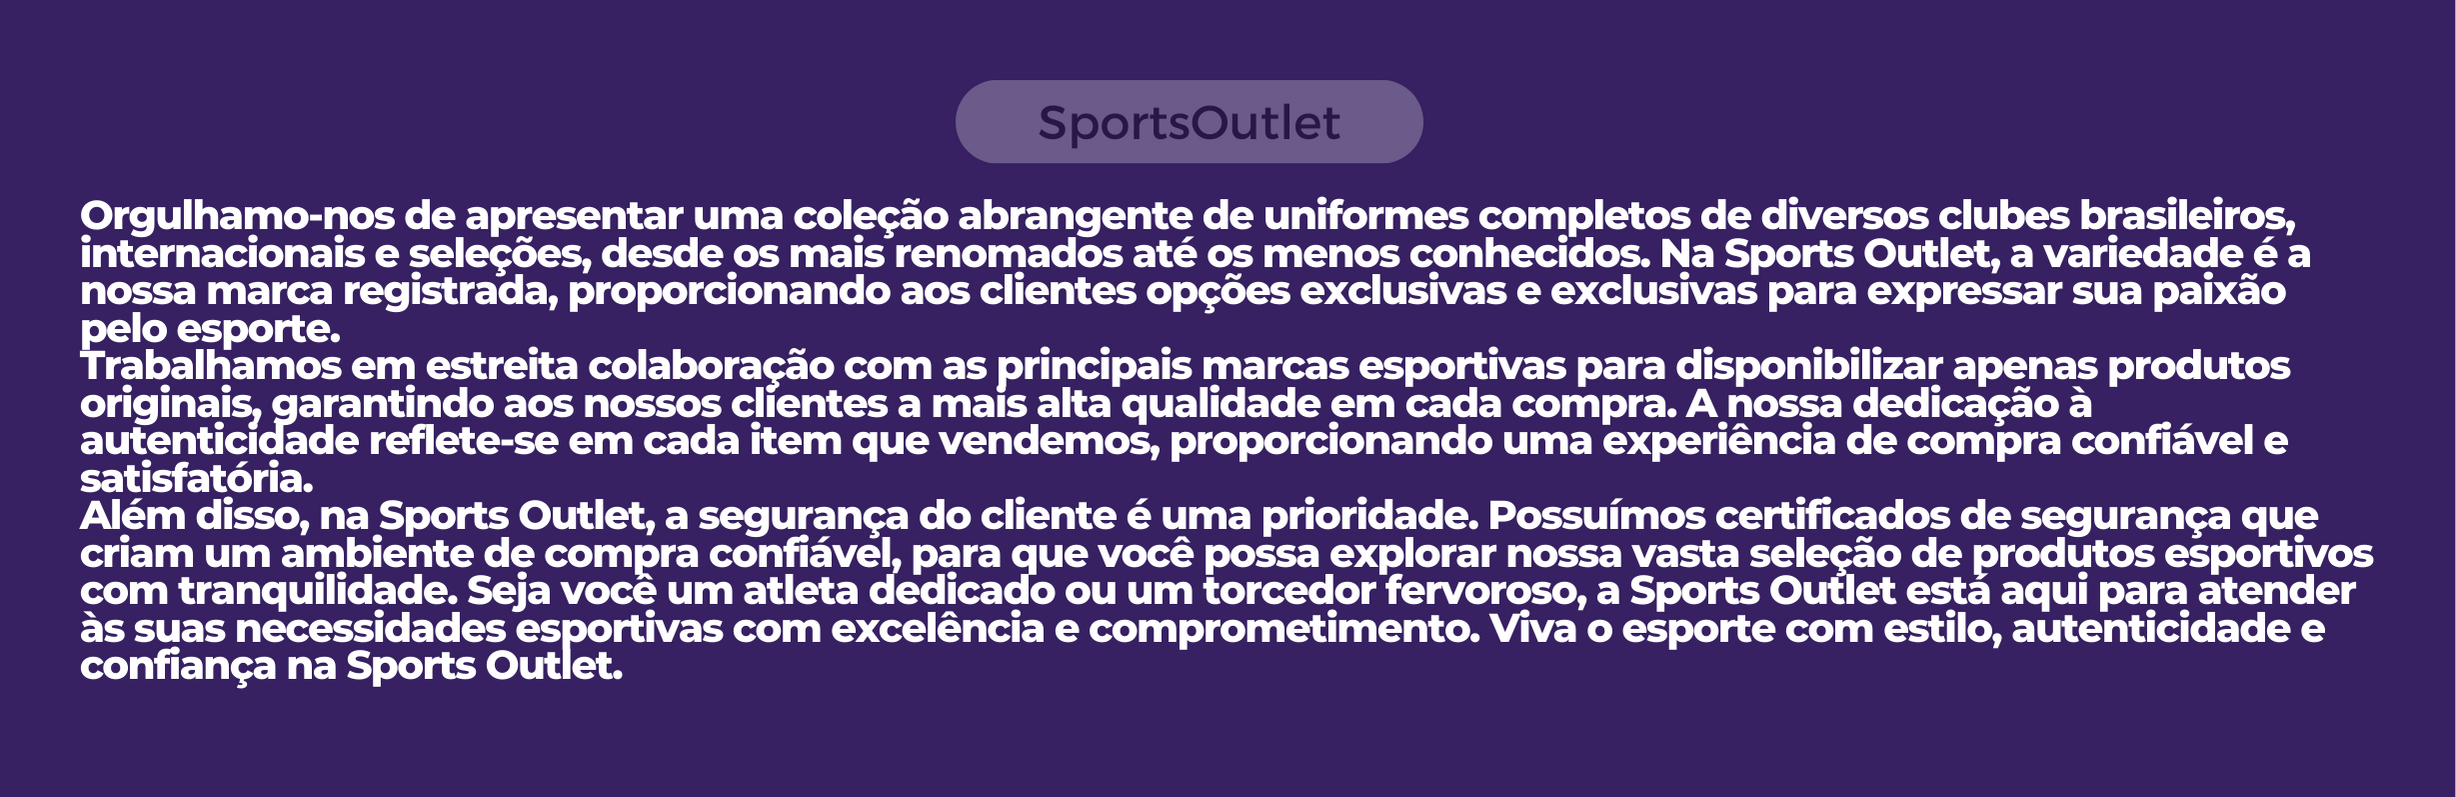 SportsOutlet
Orgulhamo-nos de apresentar uma coleção abrangente de uniformes completos de diversos clubes brasileiros,
internacionais e seleções, desde os mais renomados até os menos conhecidos. Na Sports Outlet, a variedade é a
nossa marca registrada, proporcionando aos clientes opções exclusivas e exclusivas para expressar sua paixão
pelo esporte.
Trabalhamos em estreita colaboração com as principais marcas esportivas para disponibilizar apenas produtos
originais, garantindo aos nossos clientes a mais alta qualidade em cada compra. A nossa dedicação à
autenticidade reflete-se em cada item que vendemos, proporcionando uma experiência de compra confiável e
satisfatória.
Além disso, na Sports Outlet, a segurança do cliente é uma prioridade. Possuímos certificados de segurança que
criam um ambiente de compra confiável, para que você possa explorar nossa vasta seleção de produtos esportivos
com tranquilidade. Seja você um atleta dedicado ou um torcedor fervoroso, a Sports Outlet está aqui para atender
às suas necessidades esportivas com excelência e comprometimento. Viva o esporte com estilo, autenticidade e
confiança na Sports Outlet.